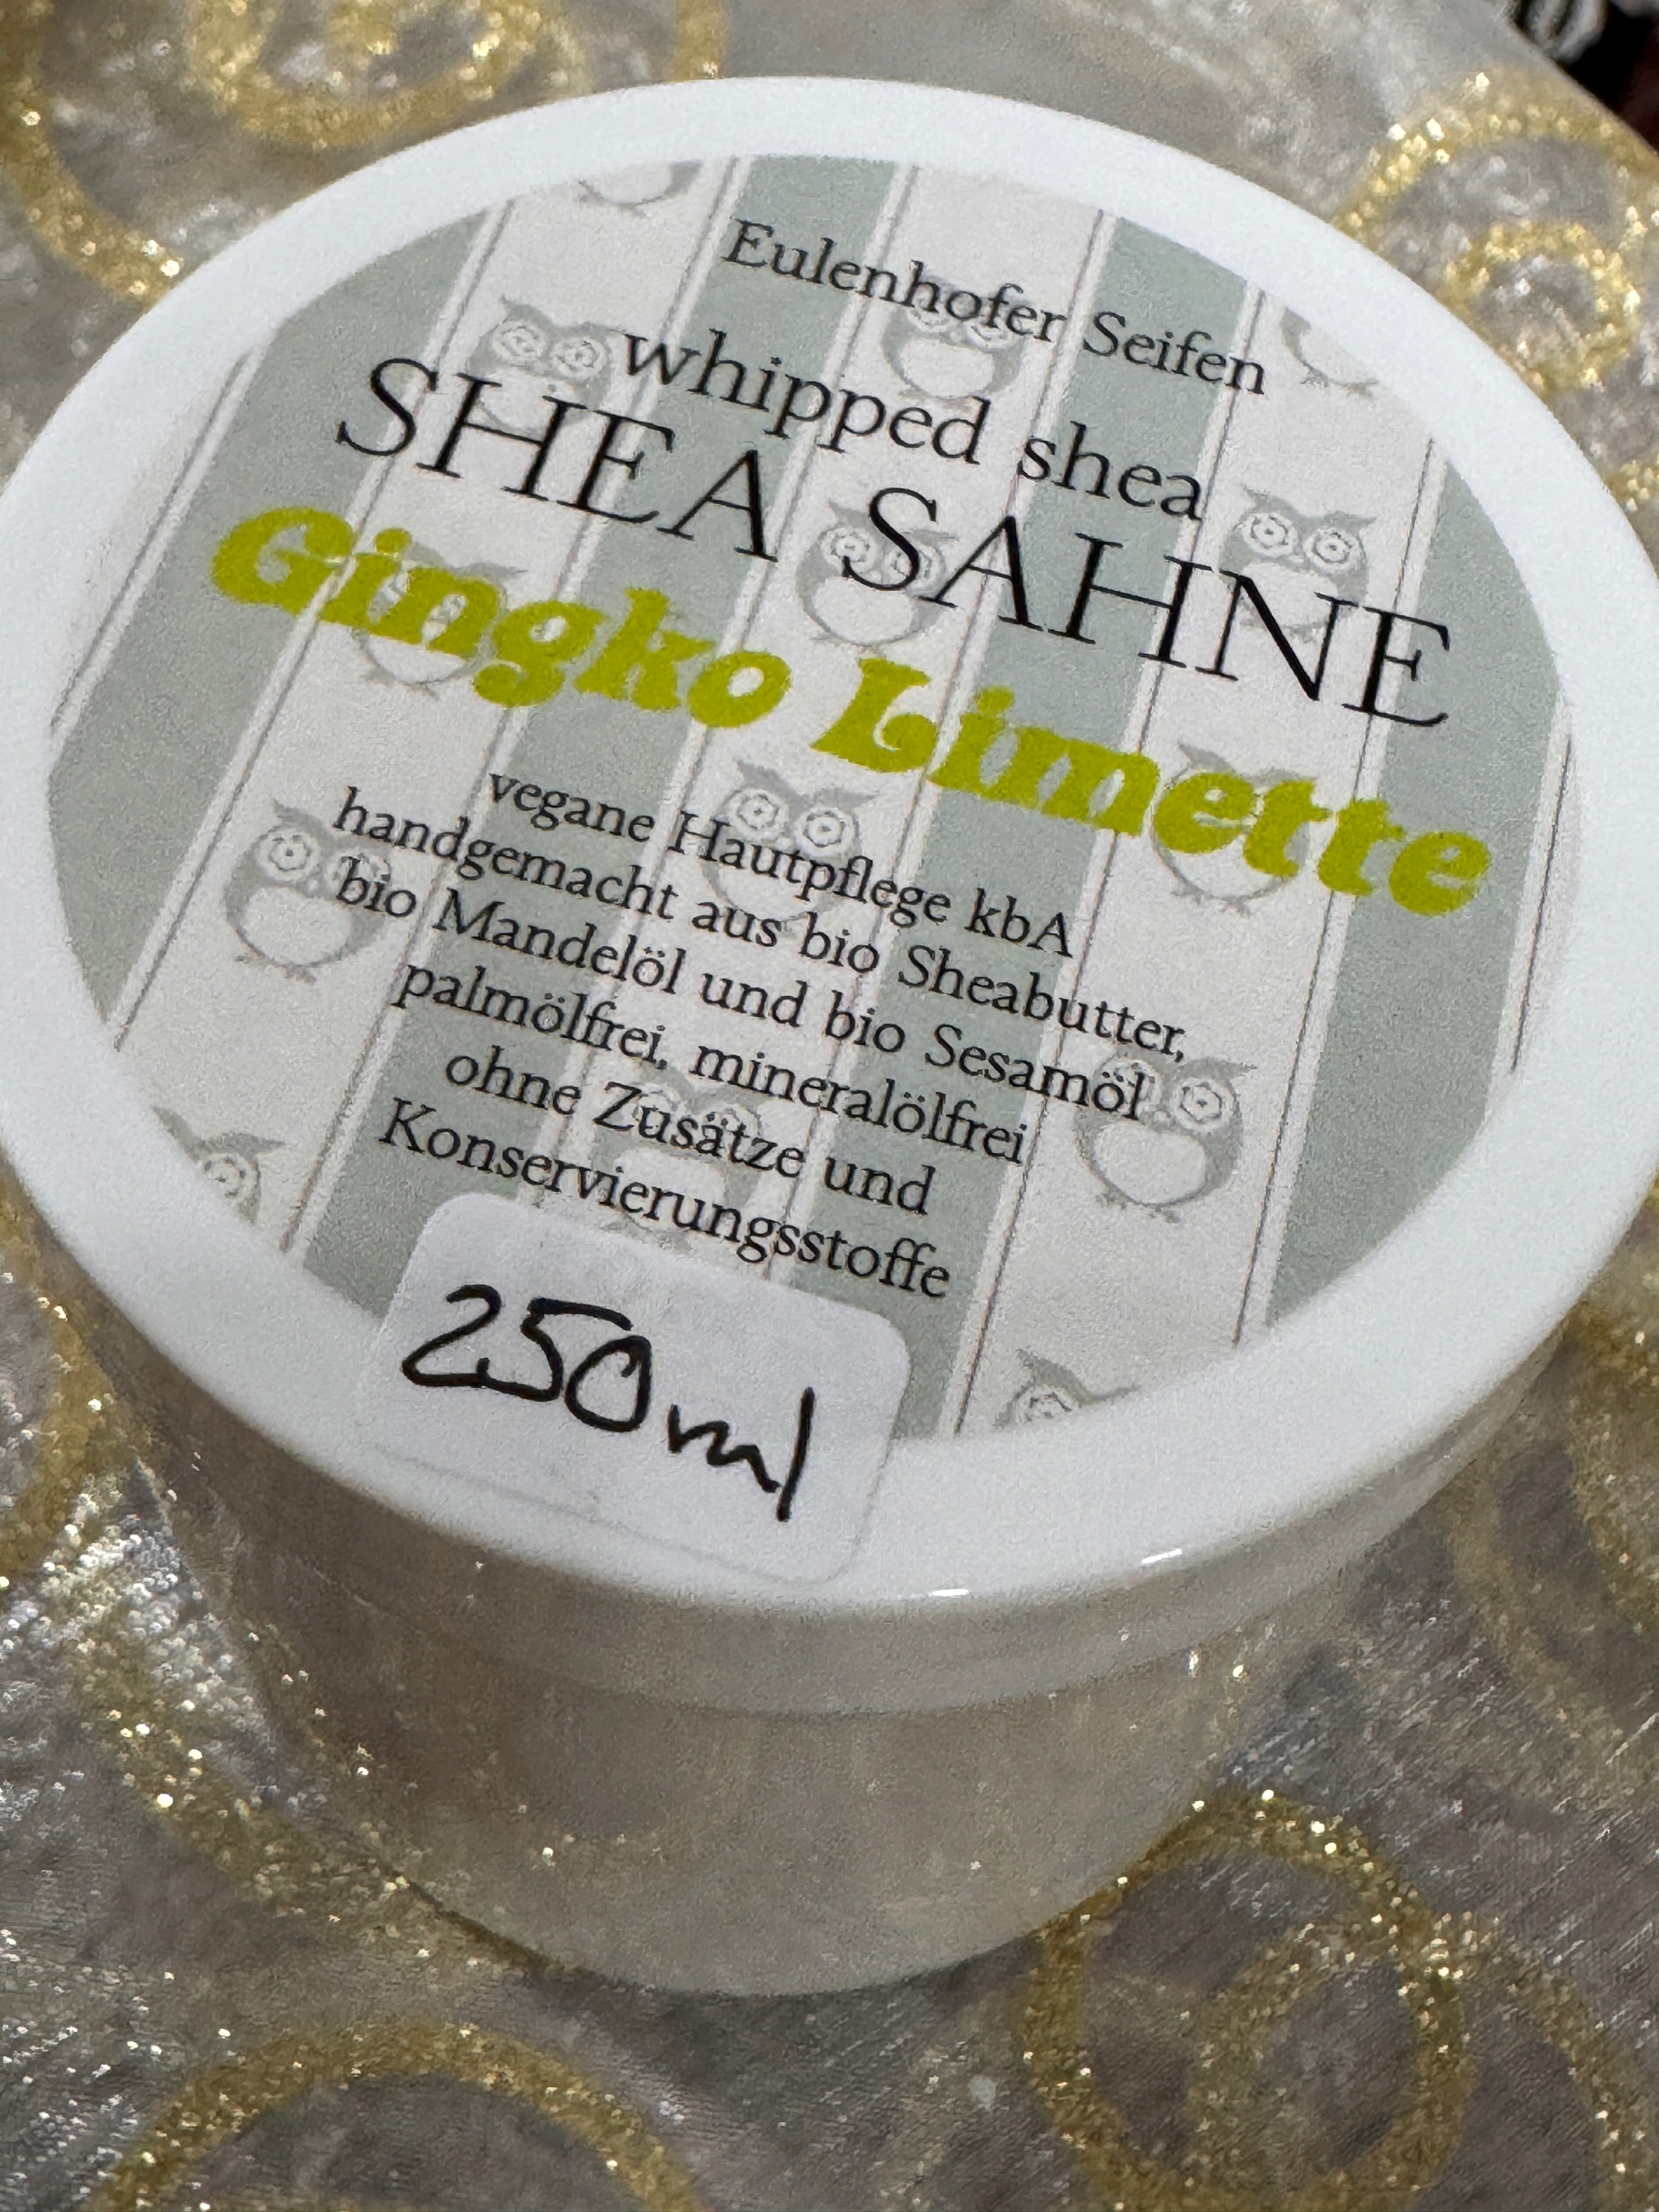 Eulenhofer Seifen
whipped shea
SHEA SAHNE
Gingko Limette
vegane Hautpflege kbA
handgemacht aus bio Sheabutter,
bio Mandelöl und bio Sesamöl
palmölfrei, mineralölfrei
ohne Zusätze und
Konservierungsstoffe
250ml